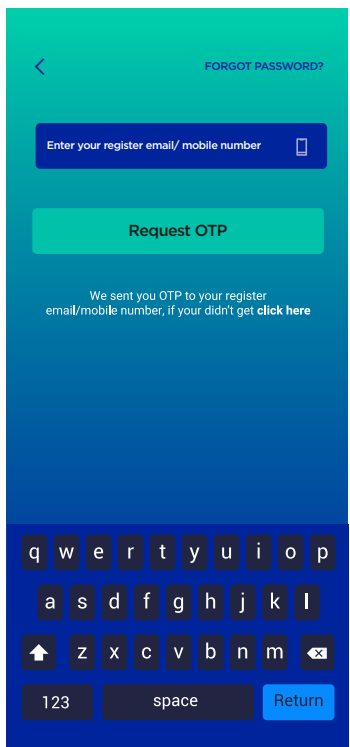 FORGOT PASSWORD?
Enter your register email/ mobile number
Request OTP
We sent you OTP to your register
email/mobile number, if your didn't get click here
q w e r t y u i o p
a s d f g h j k l
z x c v b n m
123 space Return